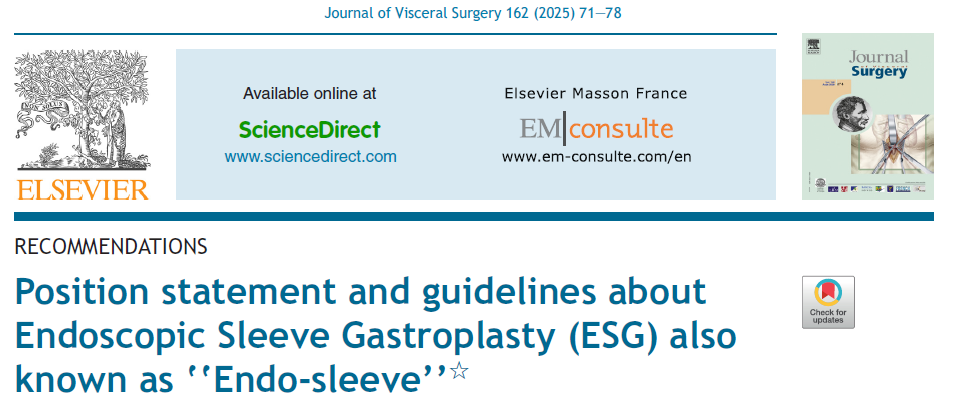 Journal of Visceral Surgery 162 (2025) 71—78
Available online at
ScienceDirect
www.sciencedirect.com
Elsevier Masson France
EM|consulte
www.em-consulte.com/en
ELSEVIER
Journal
Surgery
RECOMMENDATIONS
Position statement and guidelines about
Endoscopic Sleeve Gastroplasty (ESG) also
known as ‘‘Endo-sleeve’’☆
Check for
updates